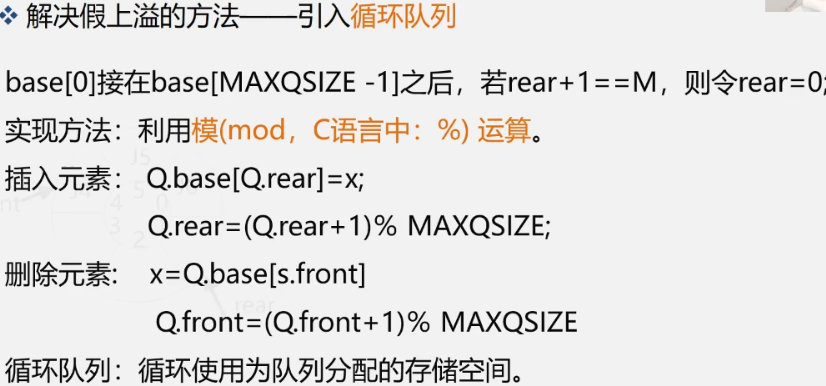 ❖ 解决假上溢的方法——引入循环队列
base[0]接在base[MAXQSIZE -1]之后，若rear+1==M，则令rear=0;
实现方法：利用模(mod，C语言中：%) 运算。
插入元素： Q.base[Q.rear]=x;
Q.rear=(Q.rear+1)% MAXQSIZE;
删除元素: x=Q.base[s.front]
Q.front=(Q.front+1)% MAXQSIZE
循环队列：循环使用为队列分配的存储空间。